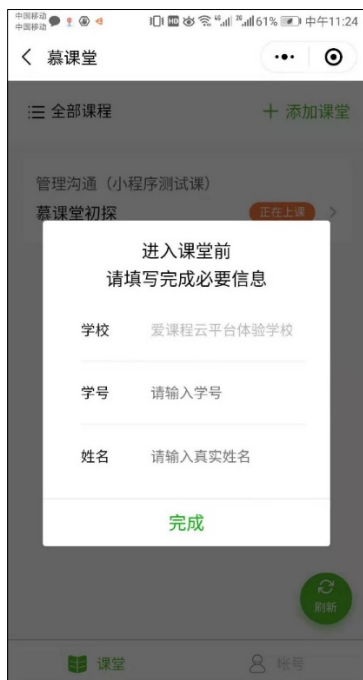 中国移动
中国移动
HD
4G
2G
61%
中午11:24
慕课堂
全部课程
+ 添加课堂
管理沟通（小程序测试课）
慕课堂初探
正在上课
进入课堂前
请填写完成必要信息
学校 爱课程云平台体验学校
学号 请输入学号
姓名 请输入真实姓名
完成
刷新
课堂
帐号